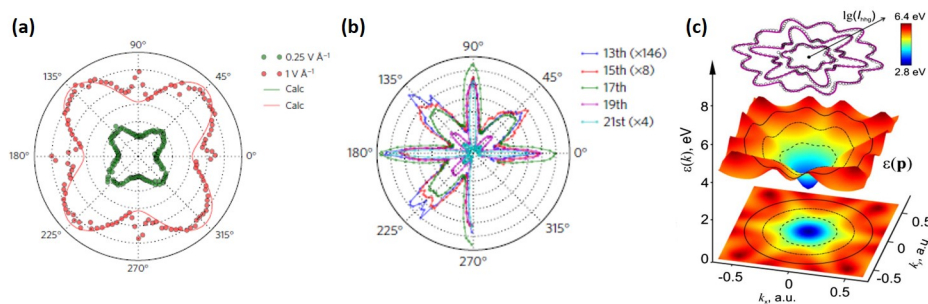 (a)
90°
135°
45°
180°
0°
225°
315°
270°
0.25 V Å⁻¹
1 V Å⁻¹
Calc
Calc
(b)
90°
135°
45°
180°
0°
225°
315°
270°
13th (×146)
15th (×8)
17th
19th
21st (×4)
(c)
lg(I_hhg)
6.4 eV
2.8 eV
8
6
4
2
0
ε(k), eV
ε(p)
-0.5
0
0.5
kₓ, a.u.
0.5
0
-0.5
a.u.